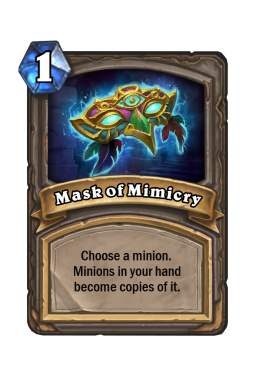 1
Mask of Mimicry
Choose a minion.
Minions in your hand
become copies of it.